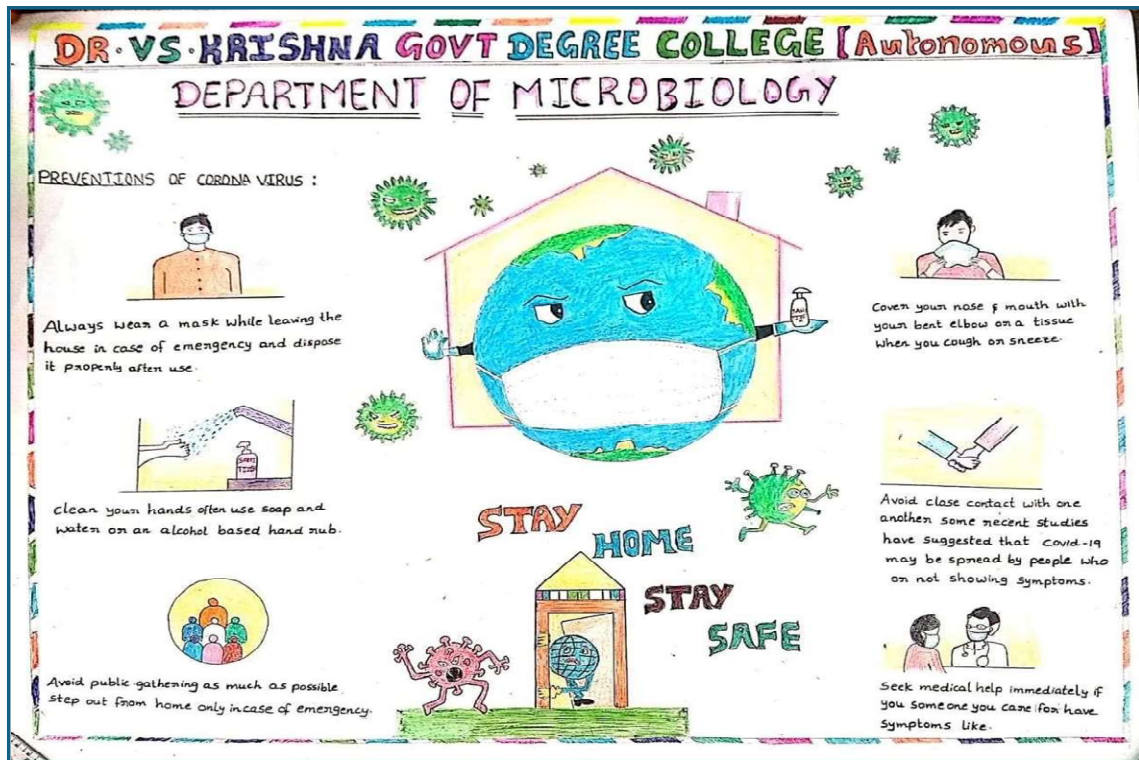 DR.VS.KRISHNA GOVT DEGREE COLLEGE [Autonomous]
DEPARTMENT OF MICROBIOLOGY
PREVENTIONS OF CORONA VIRUS :
Always wear a mask while leaving the
house in case of emergency and dispose
it properly after use.
clean your hands often use soap and
water or an alcohol based hand rub.
SANI
TIZER
Avoid public gathering as much as possible
step out from home only incase of emergency.
SANI
TIZE
STAY
HOME
STAY
SAFE
Cover your nose & mouth with
your bent elbow or a tissue
when you cough or sneeze.
Avoid close contact with one
another some recent studies
have suggested that covid-19
may be spread by people who
or not showing symptoms.
Seek medical help immediately if
you someone you care for have
symptoms like.